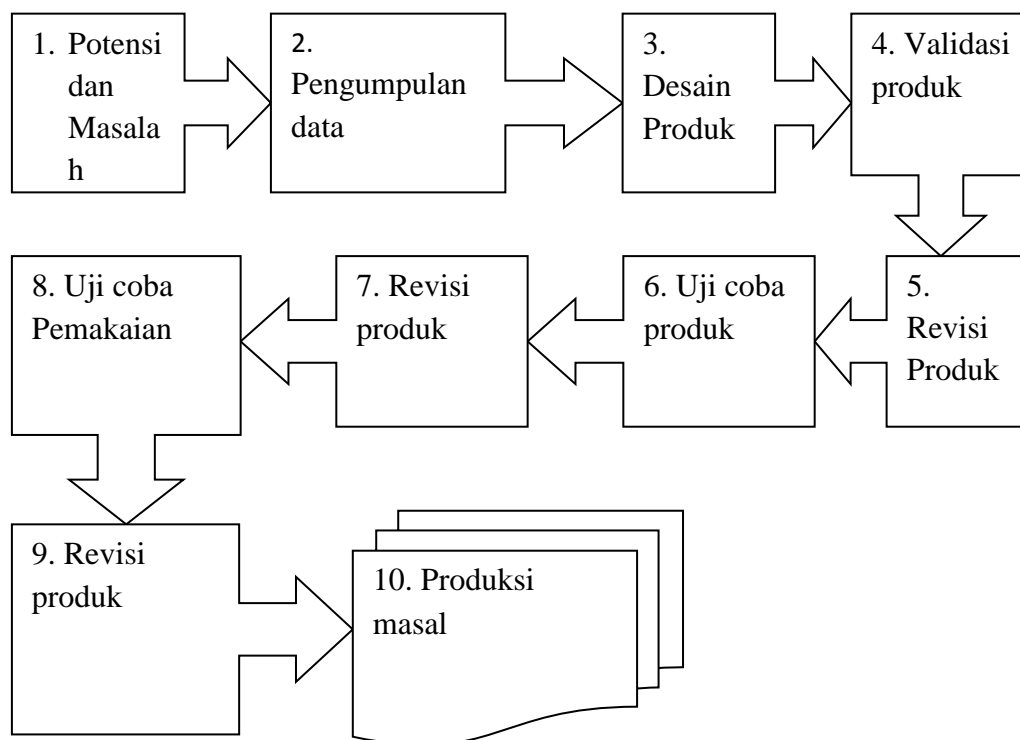 1. Potensi
dan
Masala
h
2.
Pengumpulan
data
3.
Desain
Produk
4. Validasi
produk
5.
Revisi
Produk
6. Uji coba
produk
7. Revisi
produk
8. Uji coba
Pemakaian
9. Revisi
produk
10. Produksi
masal